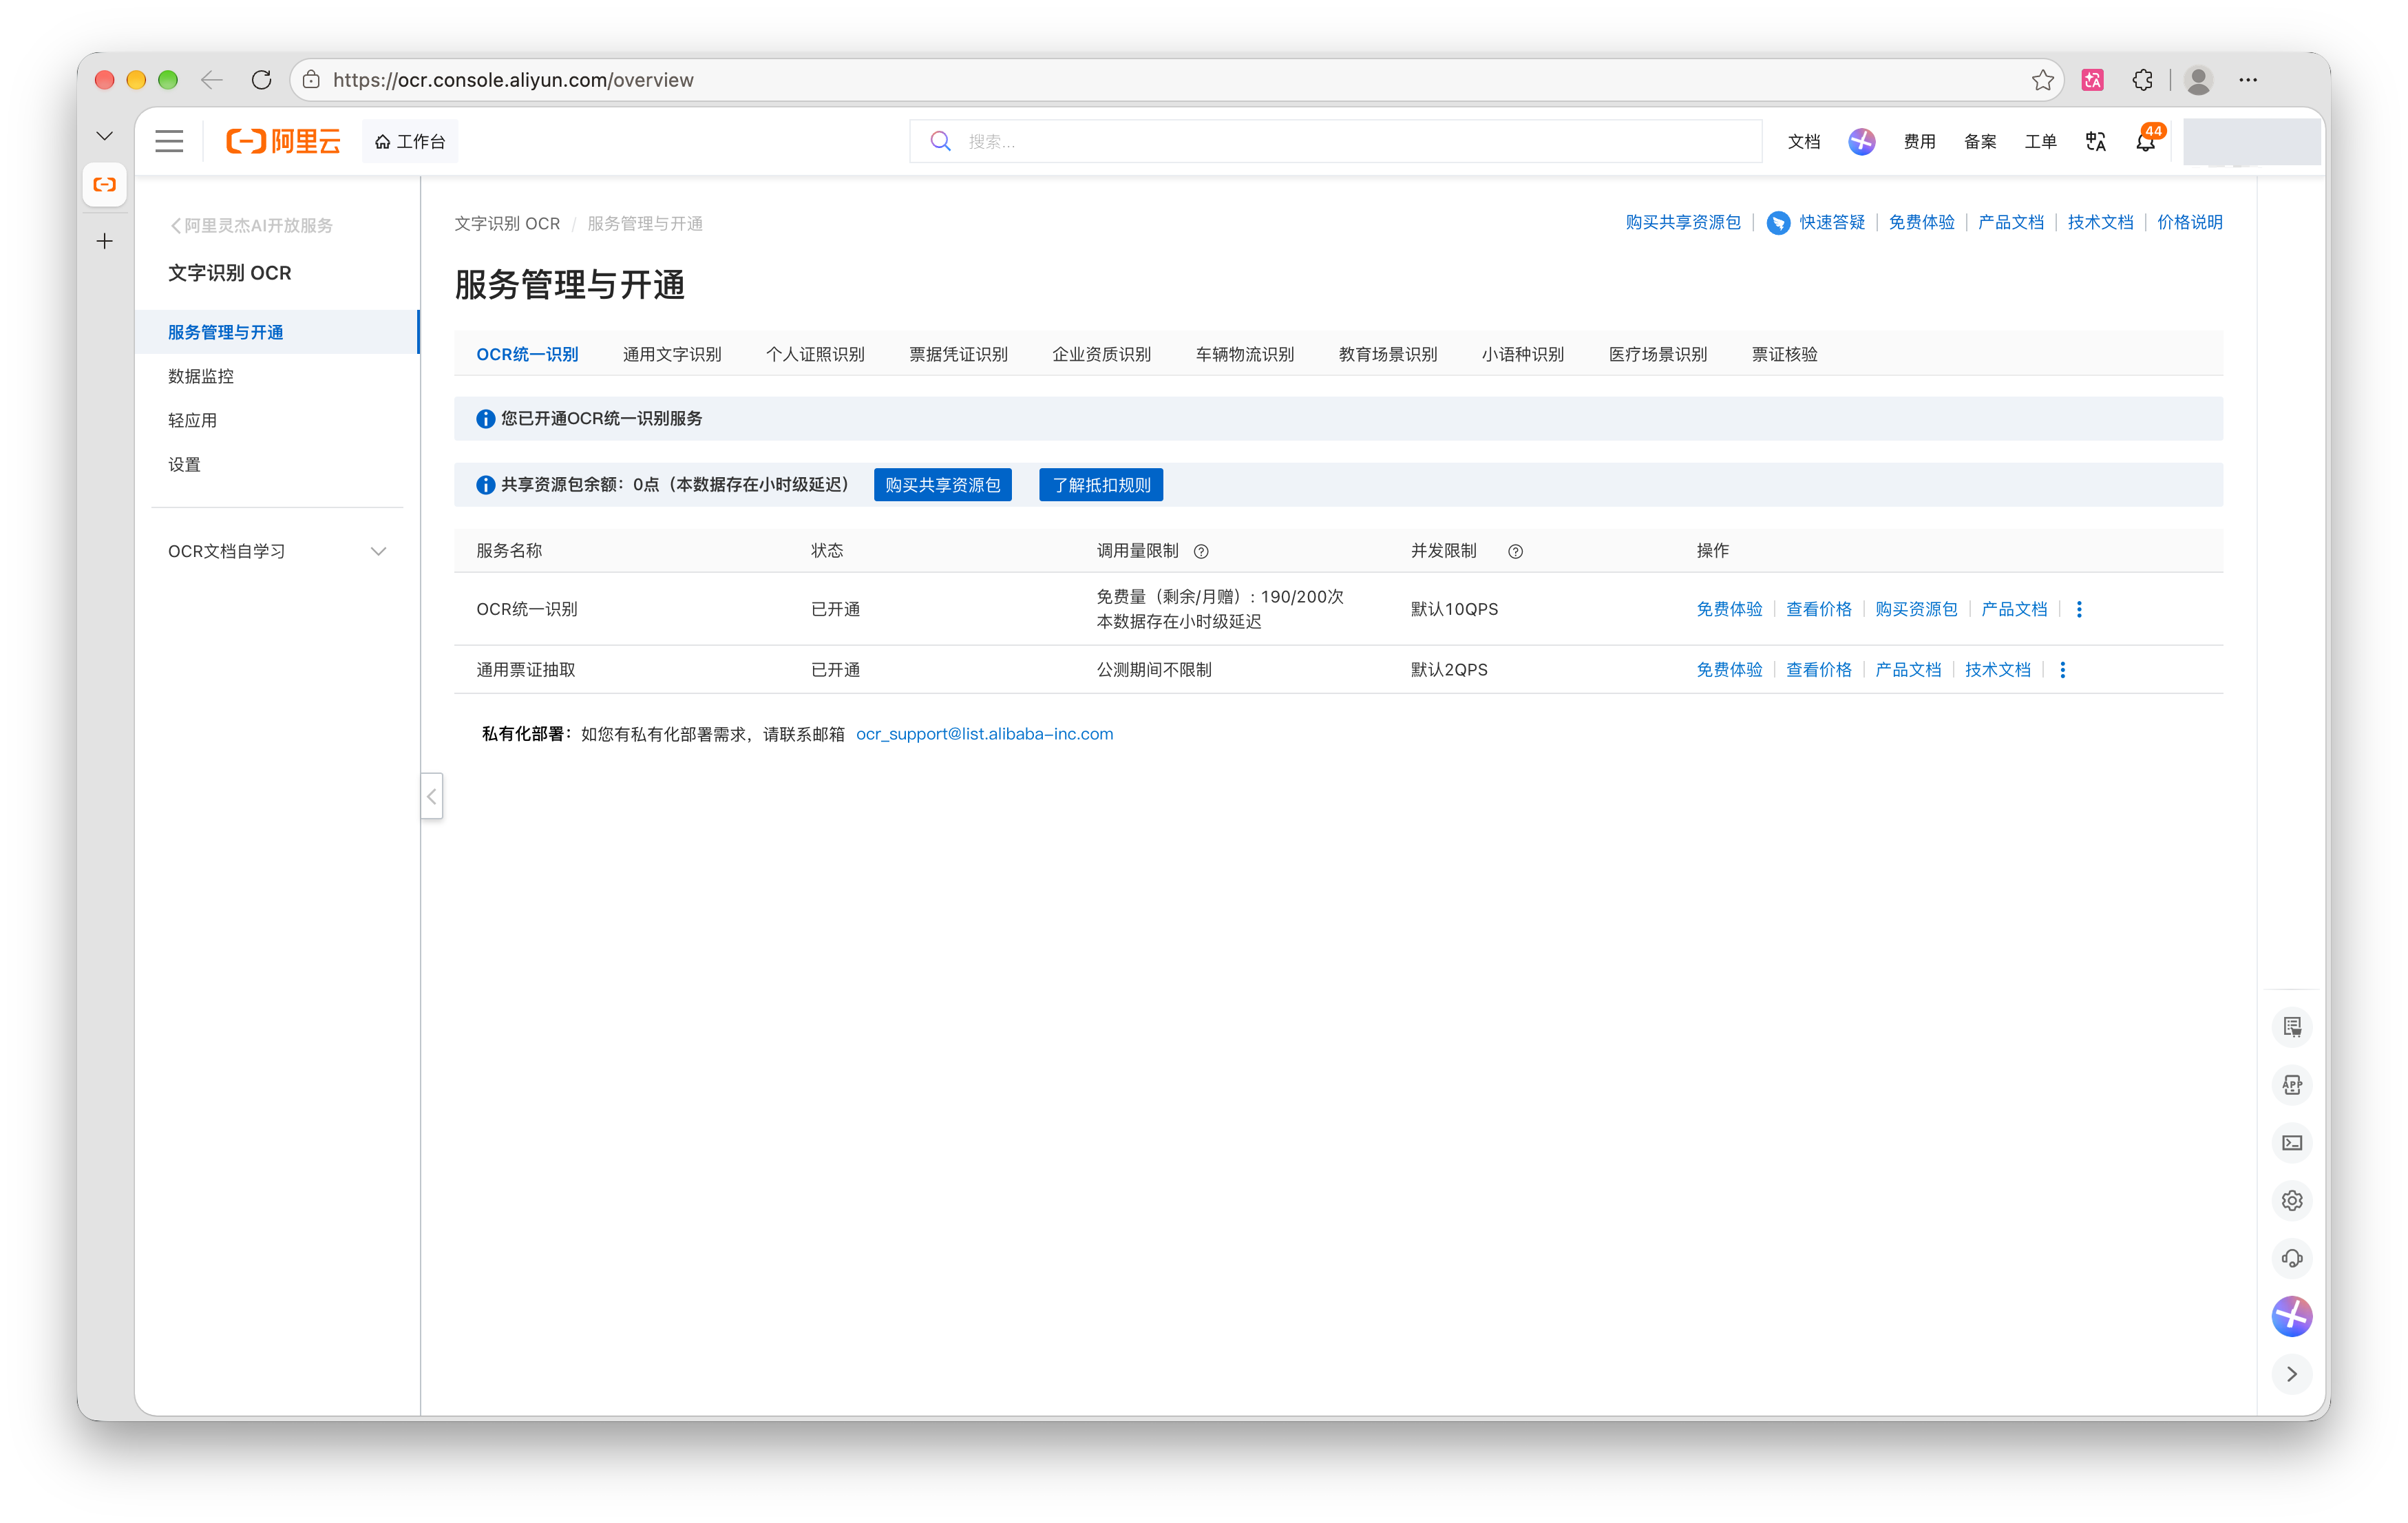 https://ocr.console.aliyun.com/overview
阿里云
工作台
搜索...
文档
费用
备案
工单
44
阿里灵杰AI开放服务
文字识别 OCR
服务管理与开通
数据监控
轻应用
设置
OCR文档自学习
文字识别 OCR / 服务管理与开通
购买共享资源包 | 快速答疑 | 免费体验 | 产品文档 | 技术文档 | 价格说明
服务管理与开通
OCR统一识别 通用文字识别 个人证照识别 票据凭证识别 企业资质识别 车辆物流识别 教育场景识别 小语种识别 医疗场景识别 票证核验
您已开通OCR统一识别服务
共享资源包余额：0点（本数据存在小时级延迟） 购买共享资源包 了解抵扣规则
服务名称 状态 调用量限制 并发限制 操作
OCR统一识别 已开通 免费量（剩余/月赠）: 190/200次 默认10QPS 免费体验 | 查看价格 | 购买资源包 | 产品文档
本数据存在小时级延迟
通用票证抽取 已开通 公测期间不限制 默认2QPS 免费体验 | 查看价格 | 产品文档 | 技术文档
私有化部署：如您有私有化部署需求，请联系邮箱 ocr_support@list.alibaba-inc.com
APP